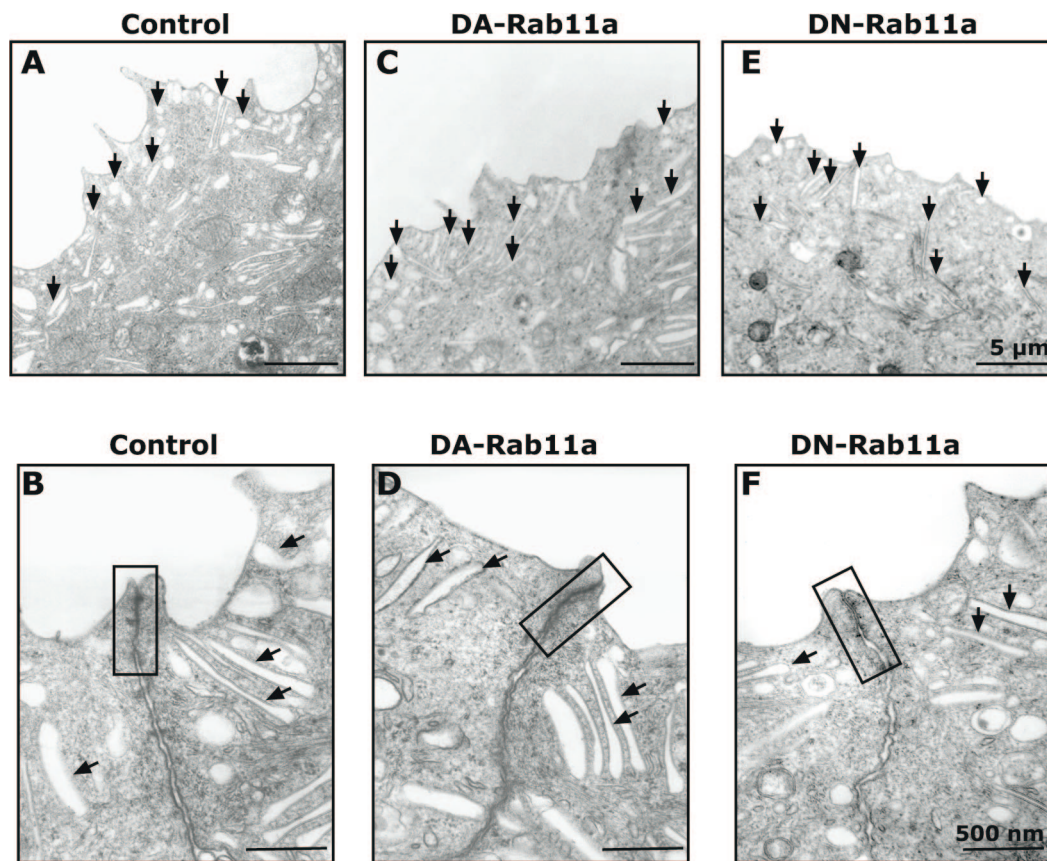 Control DA-Rab11a DN-Rab11a
A C E
5 μm
Control DA-Rab11a DN-Rab11a
B D F
500 nm